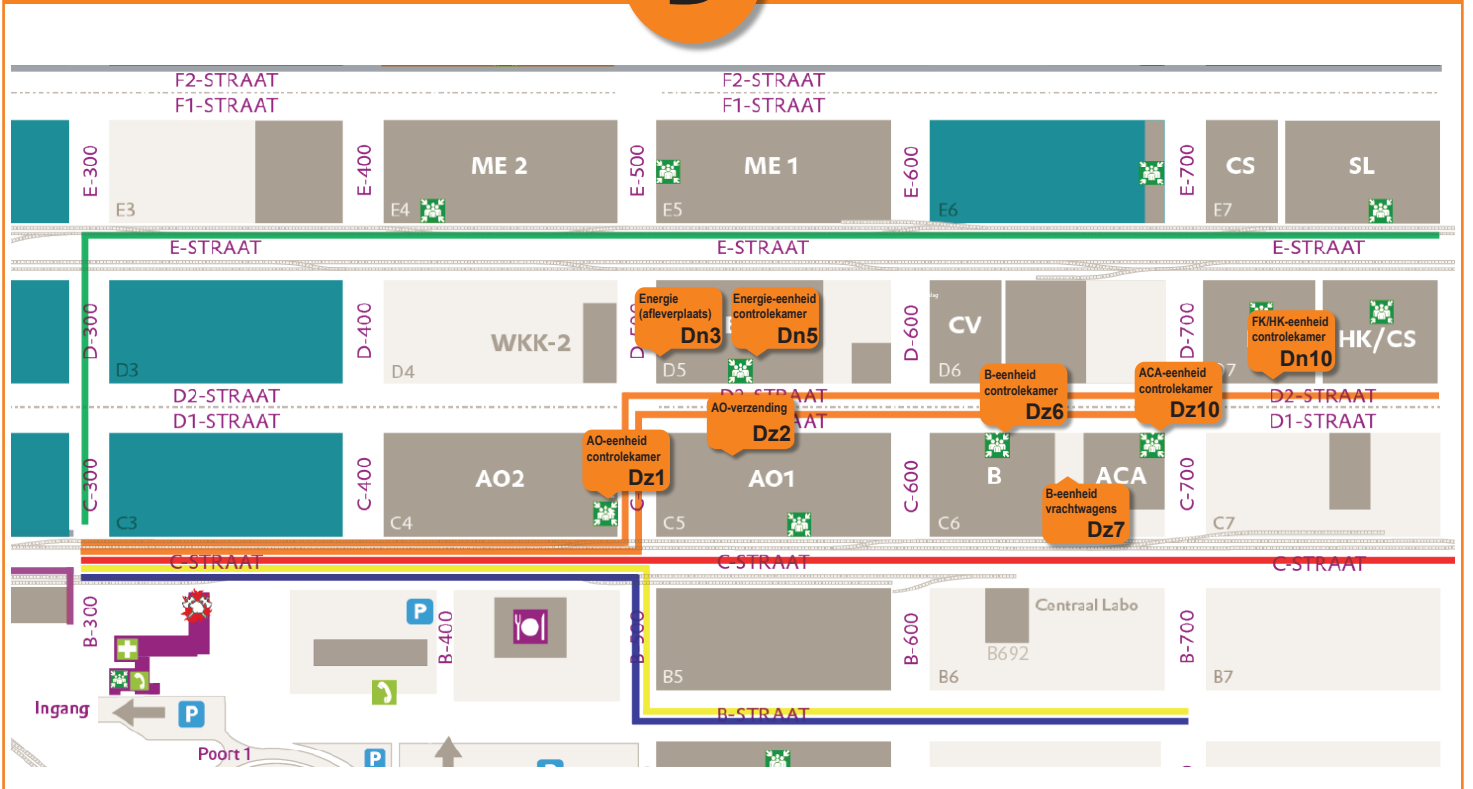 F2-STRAAT
F2-STRAAT
F1-STRAAT
F1-STRAAT
E-300
E-400
ME 2
E-500
ME 1
E-600
E-700
CS
SL
E3
E4
E5
E6
E7
E-STRAAT
E-STRAAT
E-STRAAT
D-300
D-400
WKK-2
Energie
(afleverplaats)
Dn3
Energie-eenheid
controlekamer
Dn5
D-600
CV
D-700
FK/HK-eenheid
controlekamer
Dn10
HK/CS
D3
D4
D5
D6
D2-STRAAT
D2-STRAAT
D1-STRAAT
D1-STRAAT
B-eenheid
controlekamer
Dz6
ACA-eenheid
controlekamer
Dz10
AO-verzending
Dz2
AO-eenheid
controlekamer
Dz1
C-300
C-400
AO2
AO1
C-600
B
ACA
C-700
B-eenheid
vrachtwagens
Dz7
C3
C4
C5
C6
C7
C-STRAAT
C-STRAAT
C-STRAAT
B-300
P
B-400
B-500
B-600
Centraal Labo
B692
B-700
B5
B6
B7
Ingang
P
B-STRAAT
Poort 1
P